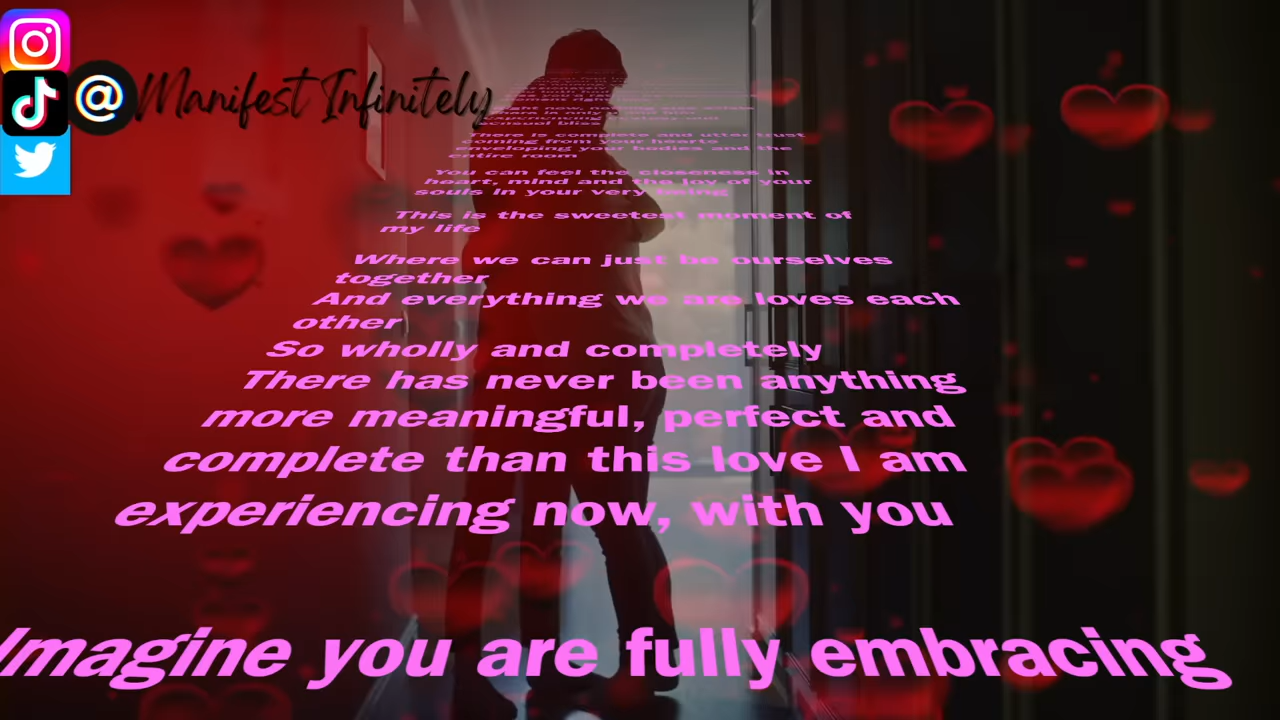 @ Manifest Infinitely
sensual bliss
There is complete and utter trust
coming from your hearts
enveloping your bodies and the
entire room
You can feel the closeness in
heart, mind and the joy of your
souls in your very being
This is the sweetest moment of
my life
Where we can just be ourselves
together
And everything we are loves each
other
So wholly and completely
There has never been anything
more meaningful, perfect and
complete than this love I am
experiencing now, with you
Imagine you are fully embracing